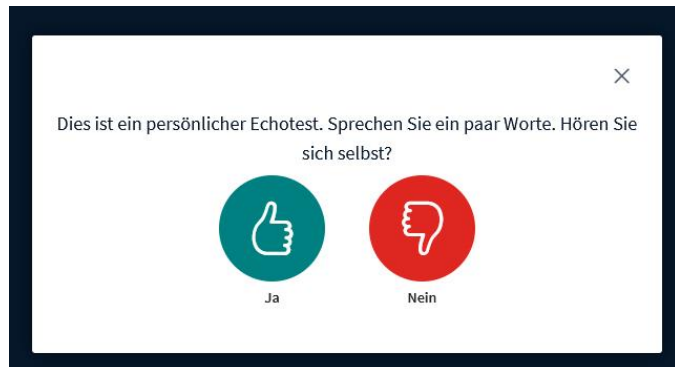 Dies ist ein persönlicher Echotest. Sprechen Sie ein paar Worte. Hören Sie
sich selbst?
Ja
Nein